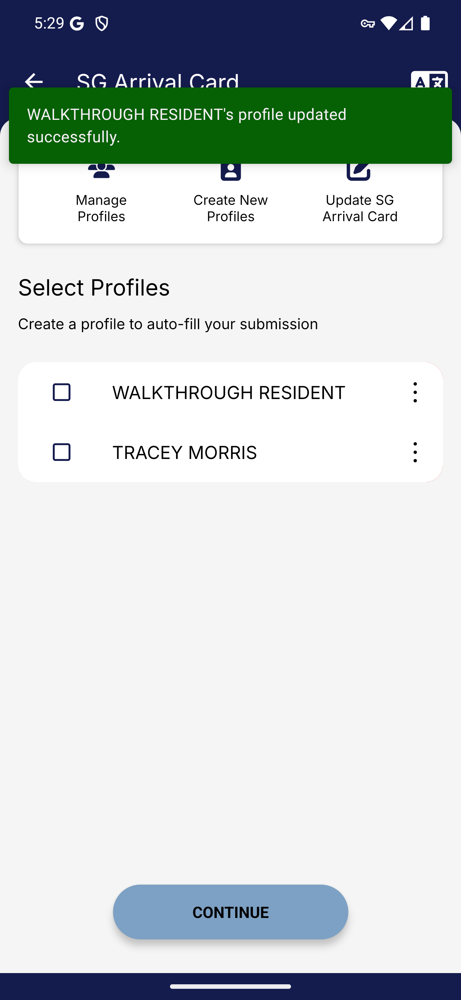 5:29
SG Arrival Card
WALKTHROUGH RESIDENT's profile updated
successfully.
Manage
Profiles
Create New
Profiles
Update SG
Arrival Card
Select Profiles
Create a profile to auto-fill your submission
WALKTHROUGH RESIDENT
TRACEY MORRIS
CONTINUE